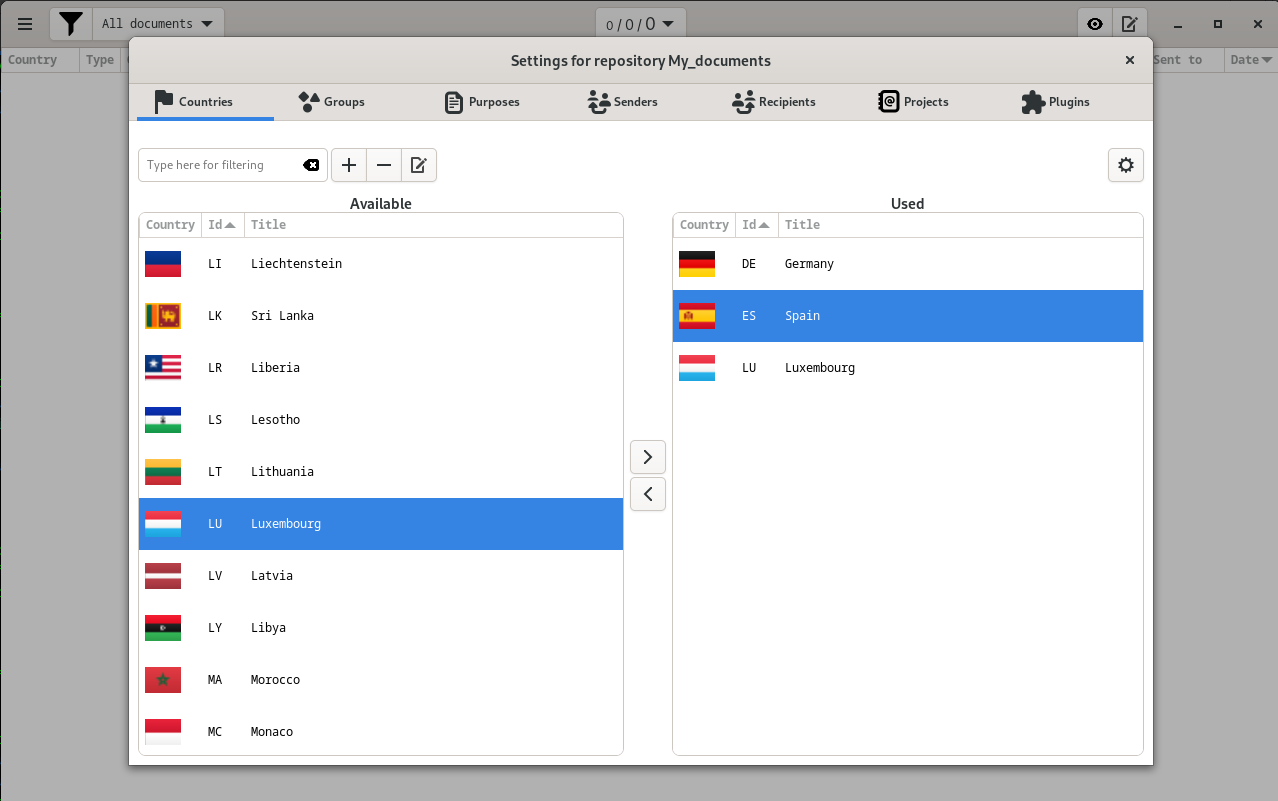 All documents
0 / 0 / 0
Country Type
Sent to Date
Settings for repository My_documents
Countries Groups Purposes Senders Recipients Projects Plugins
Type here for filtering
Available Used
Country Id Title
Country Id Title
LI Liechtenstein
DE Germany
LK Sri Lanka
ES Spain
LR Liberia
LU Luxembourg
LS Lesotho
LT Lithuania
LU Luxembourg
LV Latvia
LY Libya
MA Morocco
MC Monaco